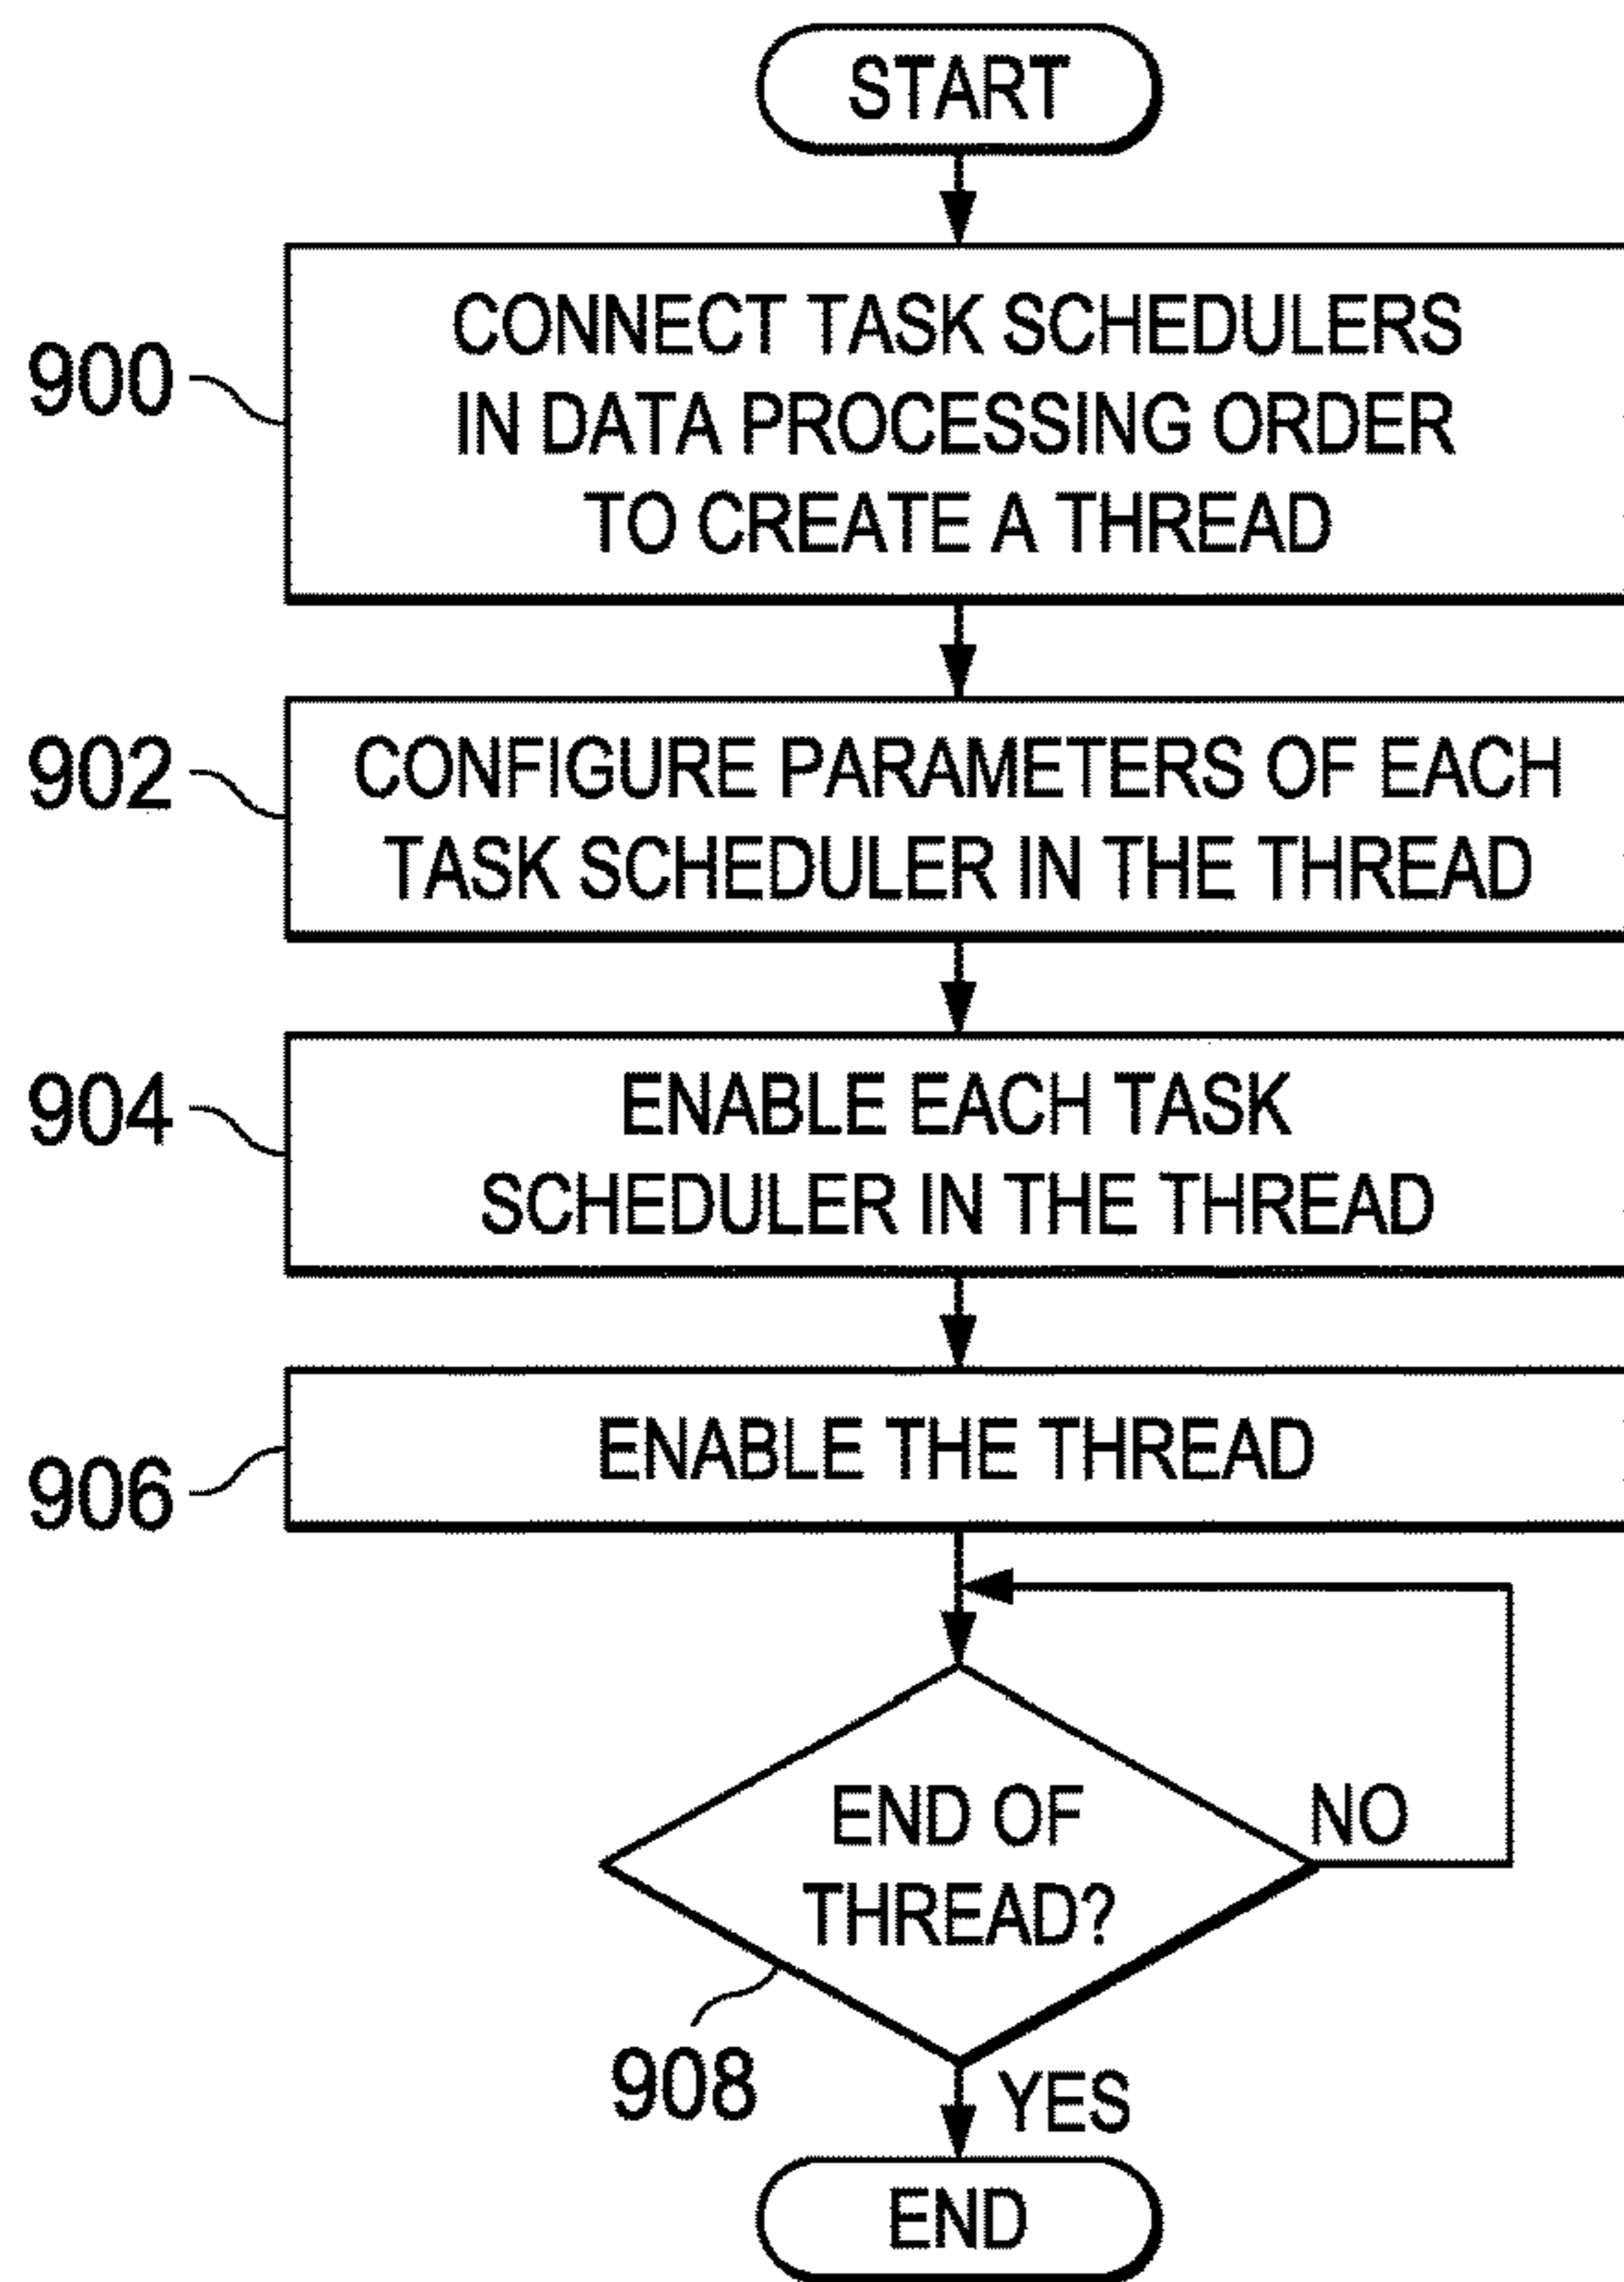 START
900
CONNECT TASK SCHEDULERS
IN DATA PROCESSING ORDER
TO CREATE A THREAD
902
CONFIGURE PARAMETERS OF EACH
TASK SCHEDULER IN THE THREAD
904
ENABLE EACH TASK
SCHEDULER IN THE THREAD
906
ENABLE THE THREAD
END OF
THREAD?
NO
908
YES
END